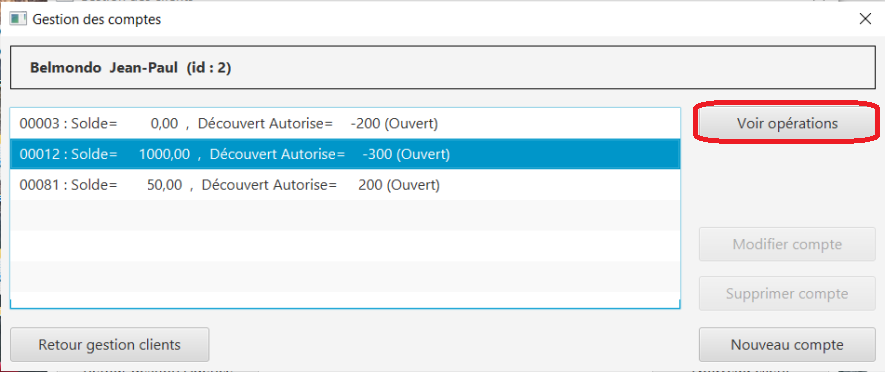 Gestion des comptes
Belmondo Jean-Paul (id : 2)
00003 : Solde= 0,00 , Découvert Autorise= -200 (Ouvert)
Voir opérations
00012 : Solde= 1000,00 , Découvert Autorise= -300 (Ouvert)
00081 : Solde= 50,00 , Découvert Autorise= 200 (Ouvert)
Modifier compte
Supprimer compte
Retour gestion clients
Nouveau compte